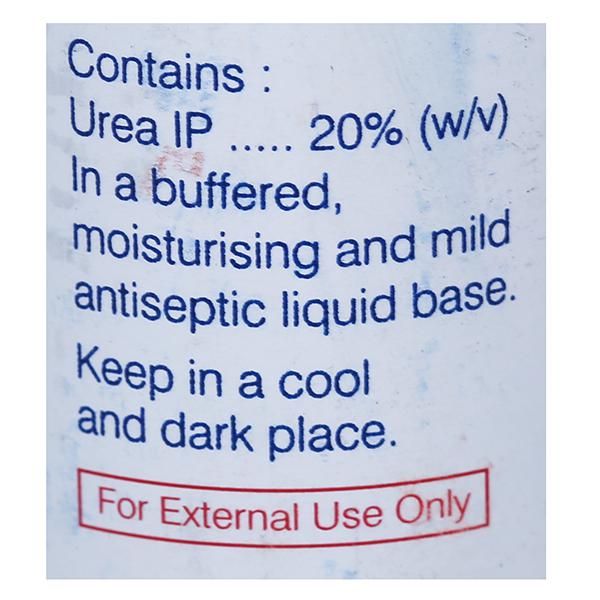 Contains :
Urea IP ..... 20% (w/v)
In a buffered,
moisturising and mild
antiseptic liquid base.
Keep in a cool
and dark place.
For External Use Only